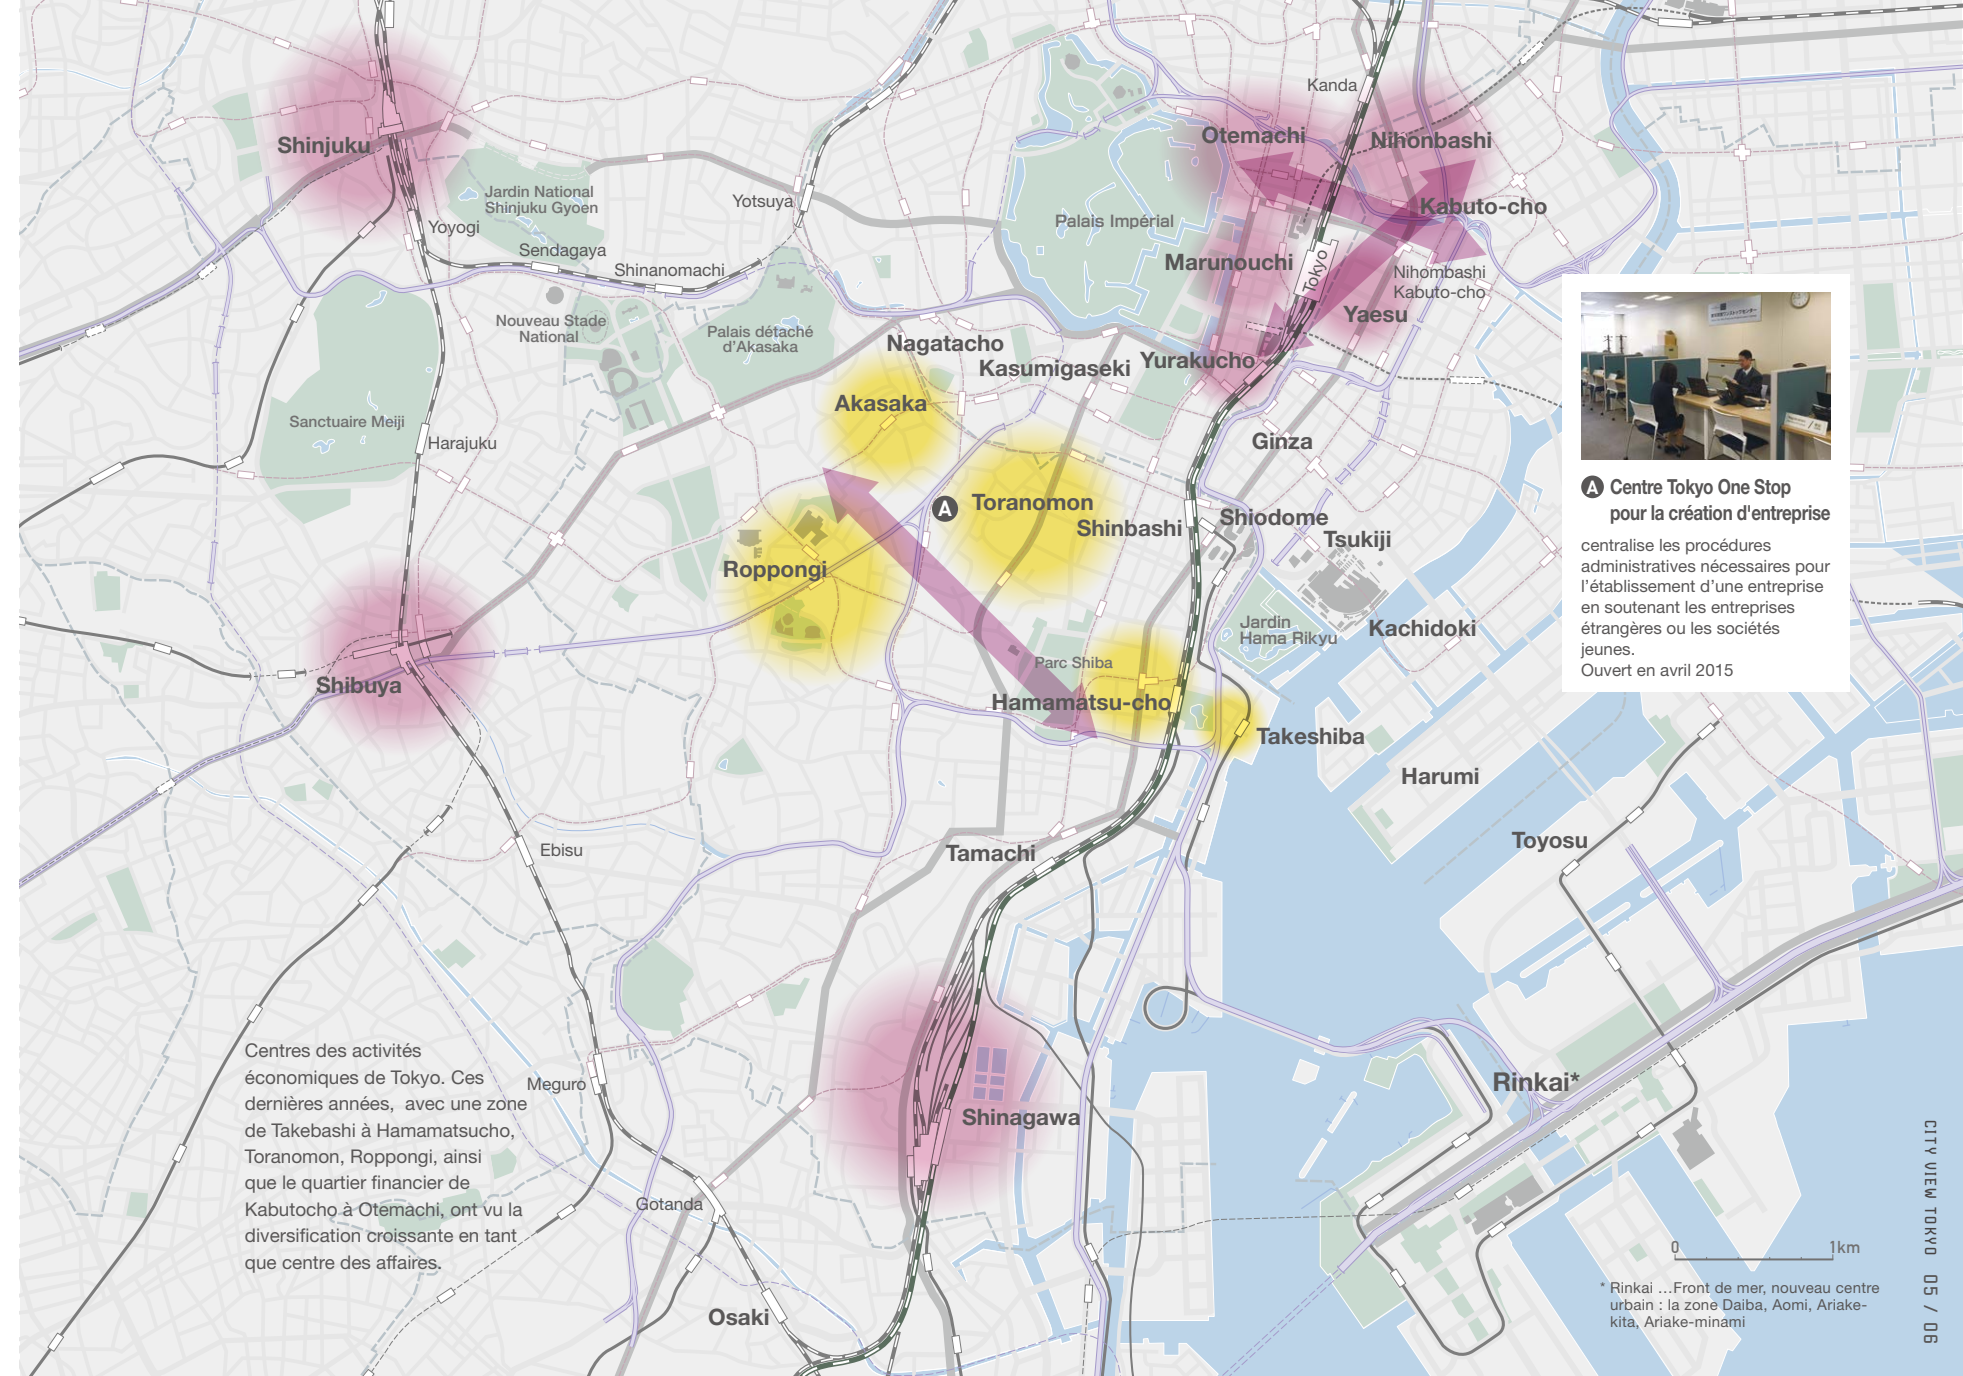 Kanda
Otemachi
Nihonbashi
Shinjuku
Jardin National
Shinjuku Gyoen
Yotsuya
Kabuto-cho
Palais Impérial
Yoyogi
Sendagaya
Shinanomachi
Marunouchi
Tokyo
Nihombashi
Kabuto-cho
Yaesu
Nouveau Stade
National
Palais détaché
d'Akasaka
Nagatacho
Kasumigaseki
Yurakucho
Akasaka
Sanctuaire Meiji
Harajuku
Ginza
A
Toranomon
Shinbashi
Shiodome
Tsukiji
Roppongi
Jardin
Hama Rikyu
Kachidoki
Parc Shiba
Shibuya
Hamamatsu-cho
Takeshiba
Harumi
Toyosu
Tamachi
Ebisu
Meguro
Rinkai*
Shinagawa
Gotanda
Osaki
A Centre Tokyo One Stop
pour la création d'entreprise
centralise les procédures
administratives nécessaires pour
l'établissement d'une entreprise
en soutenant les entreprises
étrangères ou les sociétés
jeunes.
Ouvert en avril 2015
Centres des activités
économiques de Tokyo. Ces
dernières années, avec une zone
de Takebashi à Hamamatsucho,
Toranomon, Roppongi, ainsi
que le quartier financier de
Kabutocho à Otemachi, ont vu la
diversification croissante en tant
que centre des affaires.
0 1km
* Rinkai …Front de mer, nouveau centre
urbain : la zone Daiba, Aomi, Ariake-
kita, Ariake-minami
CITY VIEW TOKYO 05 / 06